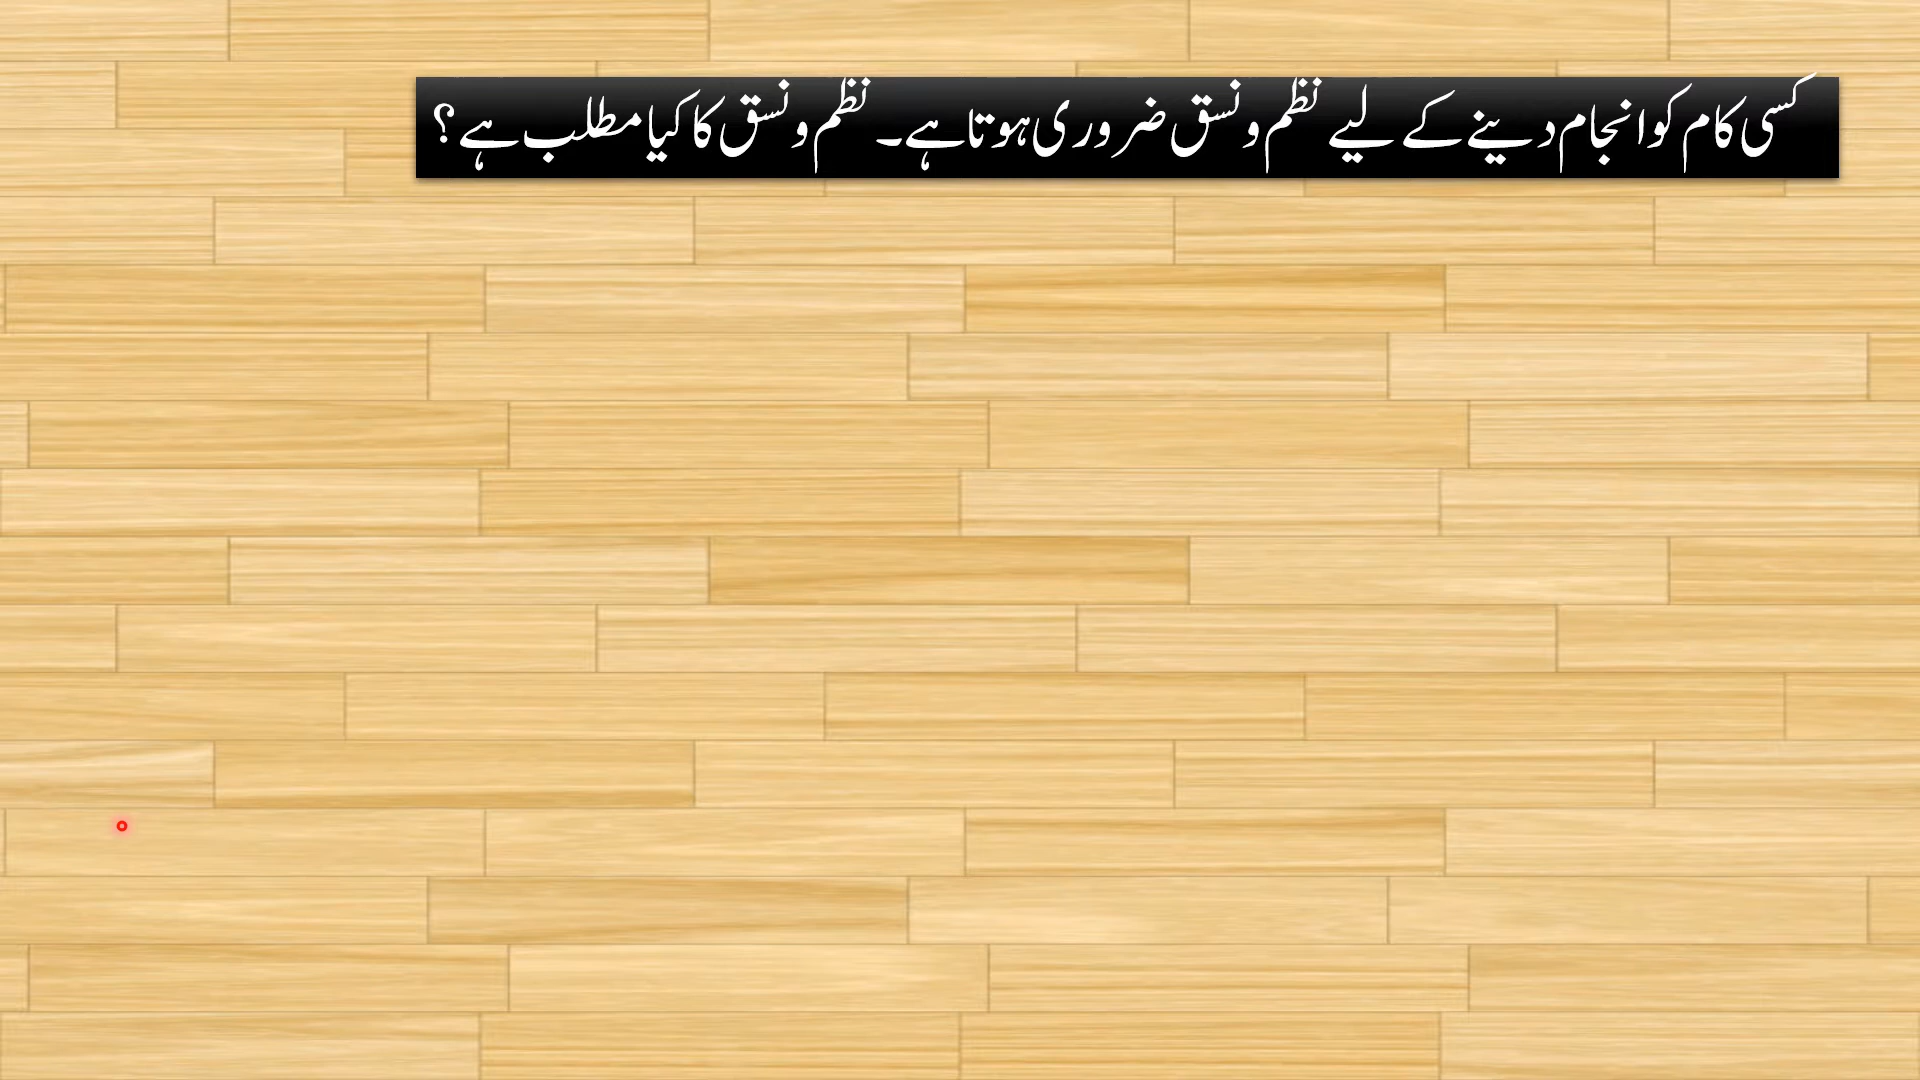 کسی کام کو انجام دینے کے لیے نظم و نسق ضروری ہوتا ہے۔ نظم و نسق کا کیا مطلب ہے؟